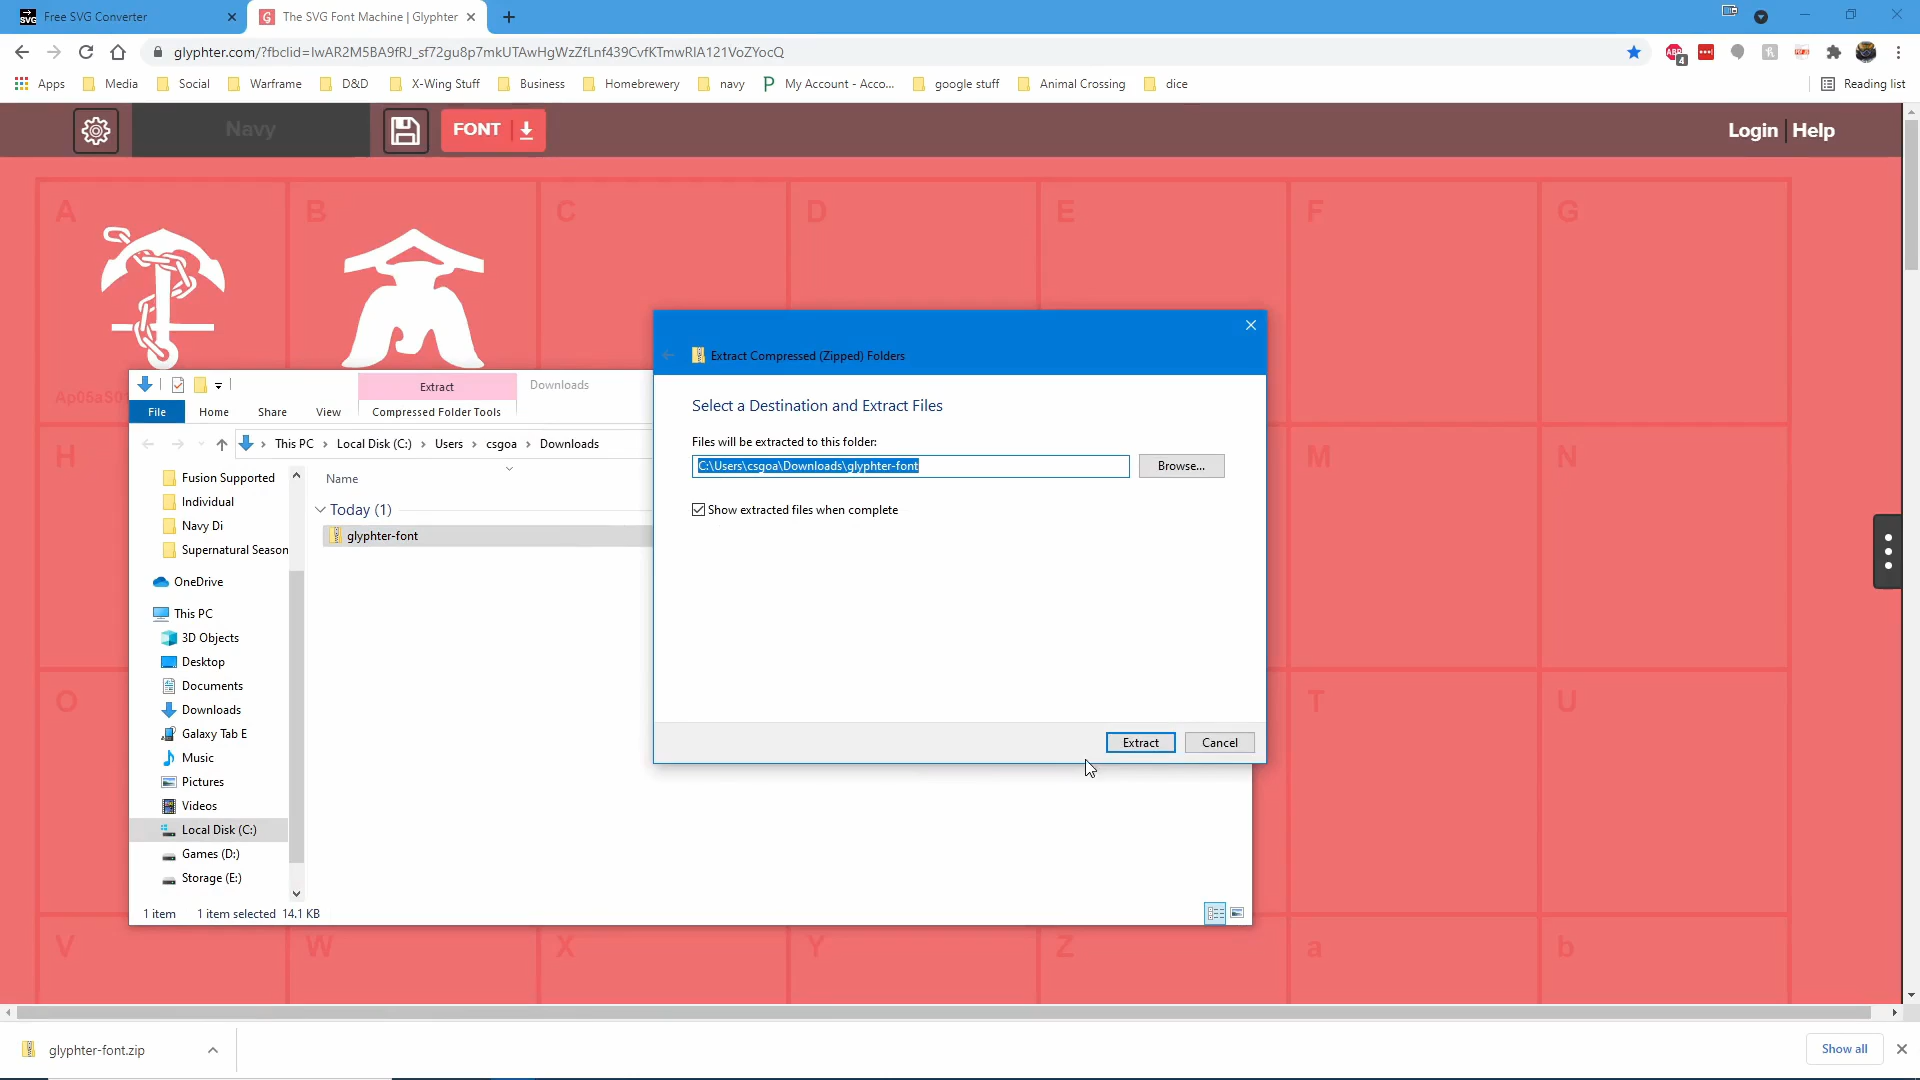 Free SVG Converter
The SVG Font Machine | Glyphter
glyphter.com/?fbclid=IwAR2M5BA9fRJ_sf72gu8p7mkUTAwHgWzZfLnf439CvfKTmwRlA121VoZYocQ
4
Apps Media Social Warframe D&D X-Wing Stuff Business Homebrewery navy My Account - Acco... google stuff Animal Crossing dice Reading list
Navy FONT Login Help
A B C D E F G
Extract Compressed (Zipped) Folders
Extract Downloads
File Home Share View Compressed Folder Tools
Select a Destination and Extract Files
Files will be extracted to this folder:
C:\Users\csgoa\Downloads\glyphter-font Browse...
Show extracted files when complete
Extract Cancel
This PC Local Disk (C:) Users csgoa Downloads
H M N
Name
Today (1)
glyphter-font
Fusion Supported
Individual
Navy Di
Supernatural Season
OneDrive
This PC
3D Objects
Desktop
Documents
Downloads
Galaxy Tab E
Music
Pictures
Videos
Local Disk (C:)
Games (D:)
Storage (E:)
O T U
1 item 1 item selected 14.1 KB
V W X Y Z a b
glyphter-font.zip Show all